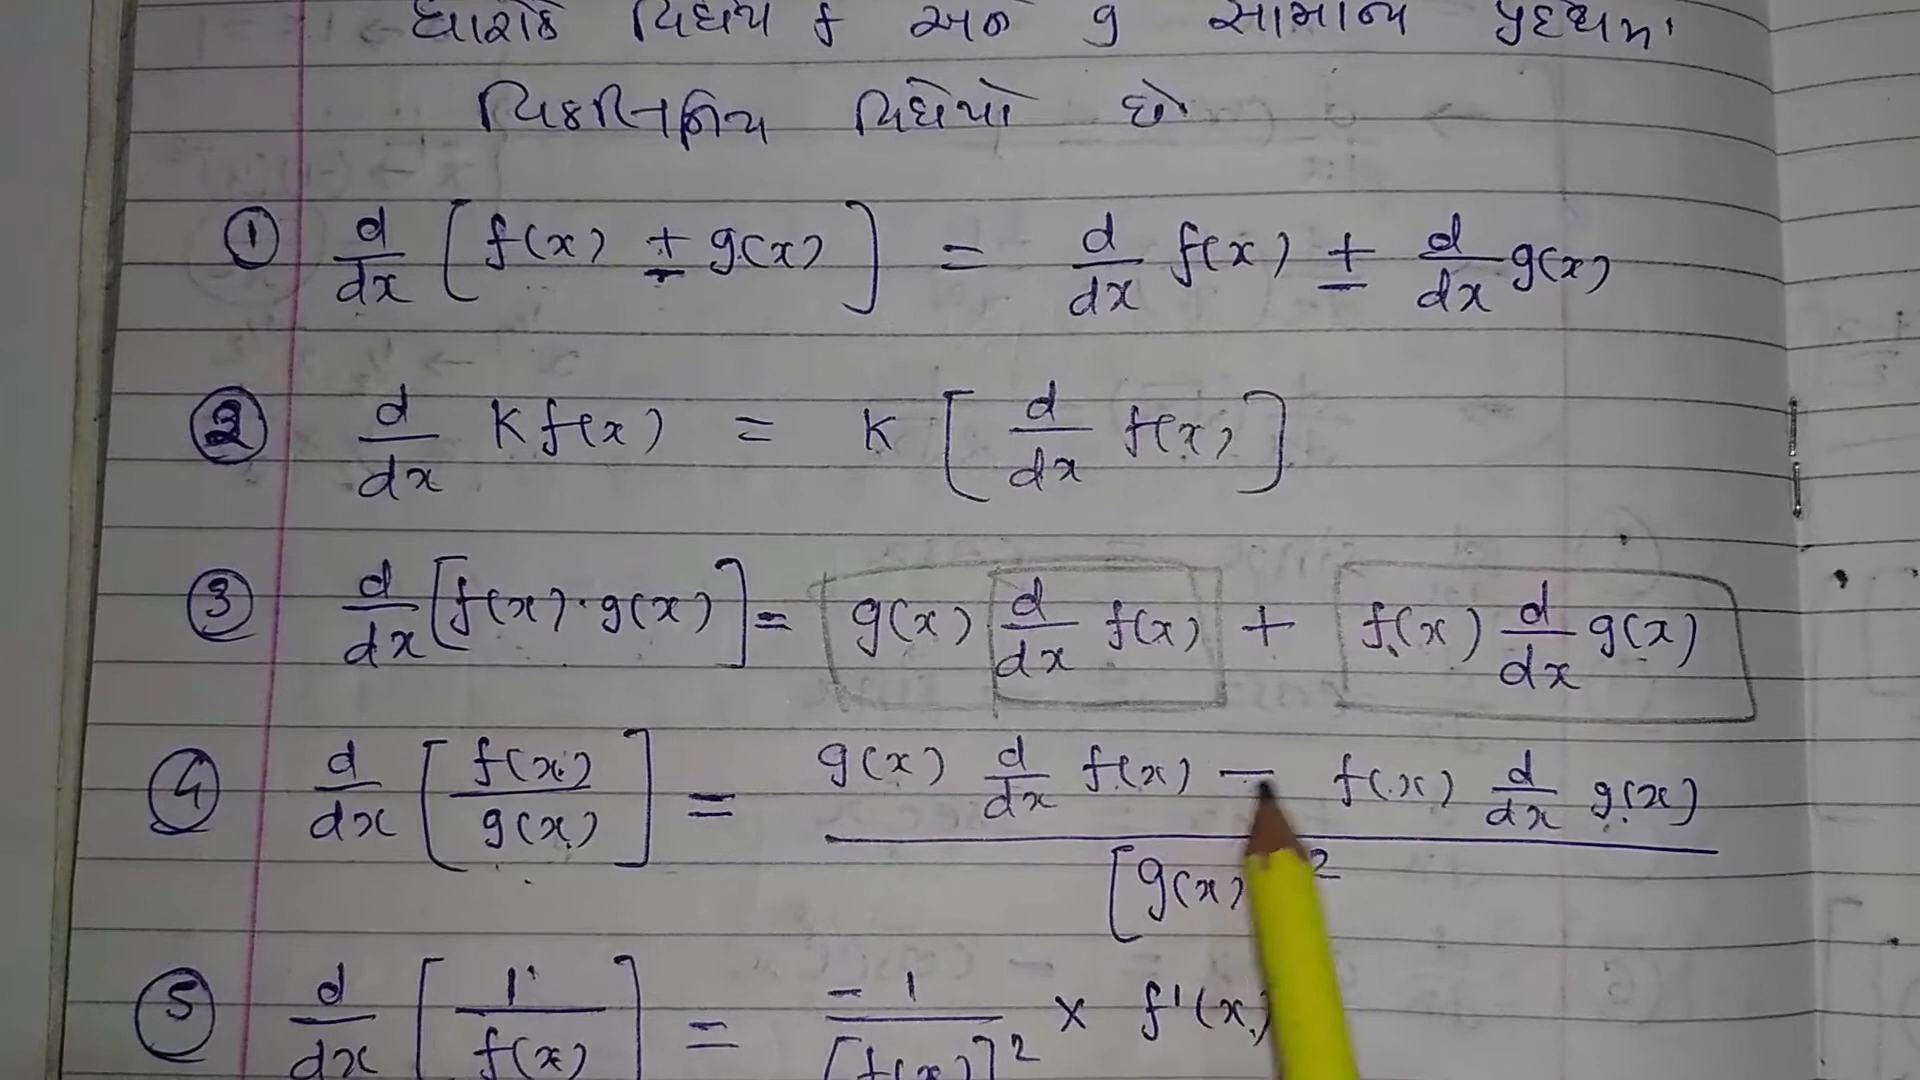 ધારોકે વિધેય f અને g સામાન્ય પ્રદેશમાં
વિકલનિય વિધેયો છે
① d/dx [f(x) ± g(x)] = d/dx f(x) ± d/dx g(x)
② d/dx K f(x) = K [d/dx f(x)]
③ d/dx [f(x)·g(x)] = g(x) d/dx f(x) + f(x) d/dx g(x)
④ d/dx [f(x)/g(x)] = g(x) d/dx f(x) − f(x) d/dx g(x) / [g(x) ²
⑤ d/dx [1/f(x)] = −1/[f(x)]² × f'(x)